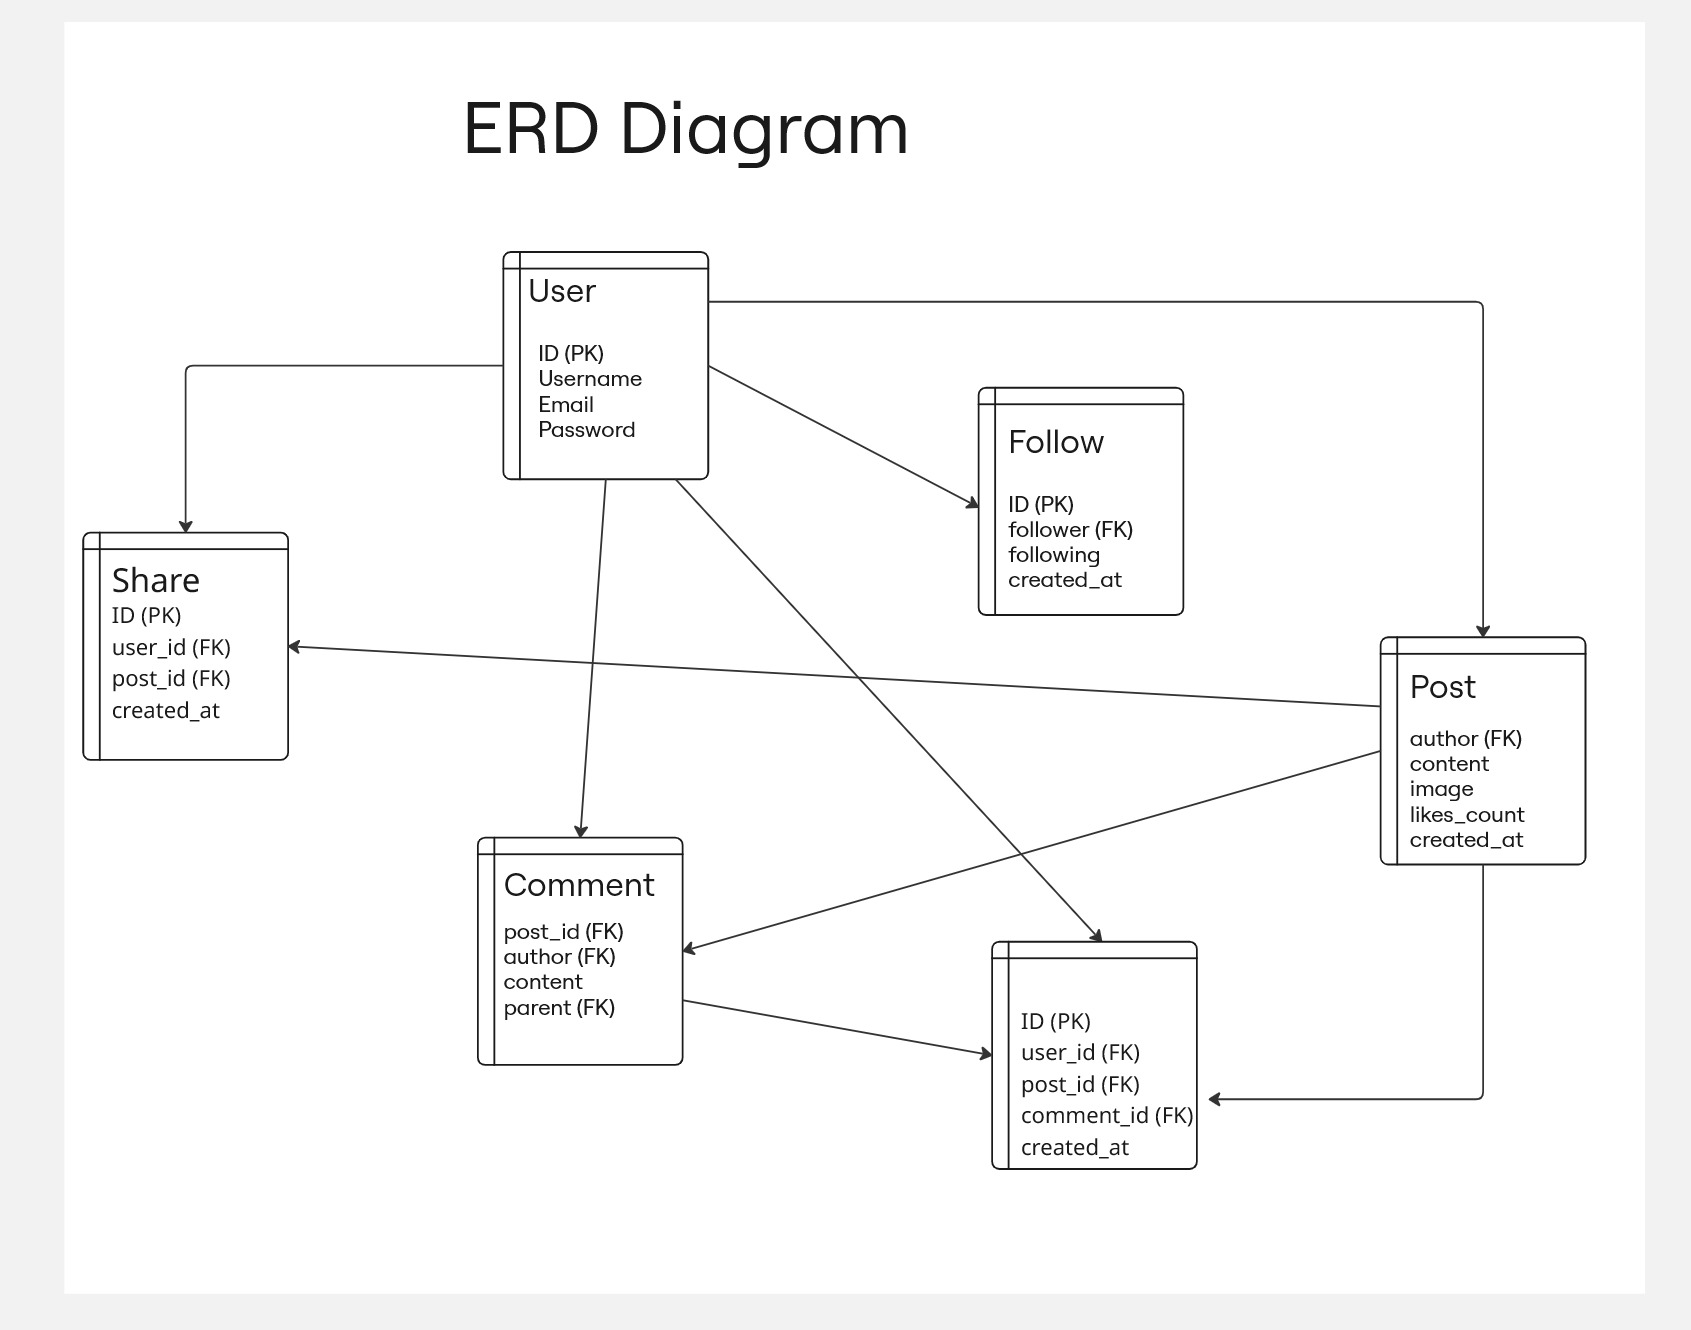 ERD Diagram
User
ID (PK)
Username
Email
Password
Follow
ID (PK)
follower (FK)
following
created_at
Share
ID (PK)
user_id (FK)
post_id (FK)
created_at
Post
author (FK)
content
image
likes_count
created_at
Comment
post_id (FK)
author (FK)
content
parent (FK)
ID (PK)
user_id (FK)
post_id (FK)
comment_id (FK)
created_at